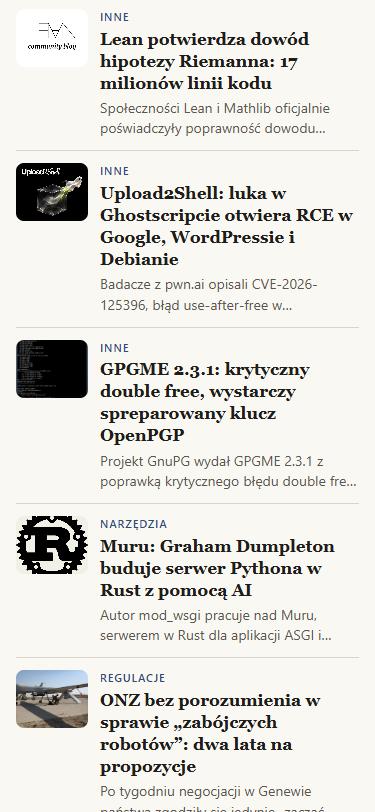 INNE
Lean potwierdza dowód
hipotezy Riemanna: 17
milionów linii kodu
Społeczności Lean i Mathlib oficjalnie
poświadczyły poprawność dowodu...
community blog
INNE
Upload2Shell: luka w
Ghostscripcie otwiera RCE w
Google, WordPressie i
Debianie
Badacze z pwn.ai opisali CVE-2026-
125396, błąd use-after-free w...
Upload2Shell
INNE
GPGME 2.3.1: krytyczny
double free, wystarczy
spreparowany klucz
OpenPGP
Projekt GnuPG wydał GPGME 2.3.1 z
poprawką krytycznego błędu double fre...
NARZĘDZIA
Muru: Graham Dumpleton
buduje serwer Pythona w
Rust z pomocą AI
Autor mod_wsgi pracuje nad Muru,
serwerem w Rust dla aplikacji ASGI i...
R
REGULACJE
ONZ bez porozumienia w
sprawie „zabójczych
robotów”: dwa lata na
propozycje
Po tygodniu negocjacji w Genewie
państwa zgodziły się jedynie „zacząć